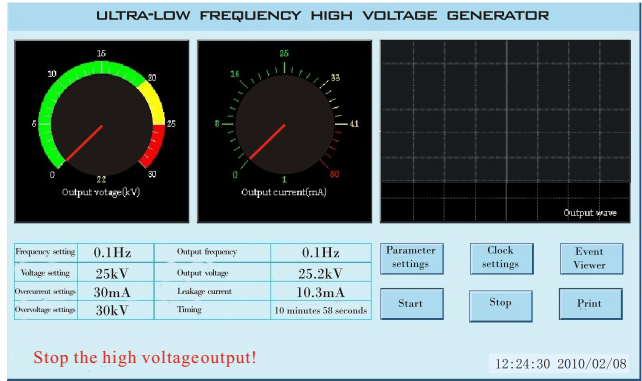 ULTRA-LOW FREQUENCY HIGH VOLTAGE GENERATOR
15
10
20
5
25
0
22
30
Output votage(kV)
25
16
33
8
41
0
1
50
Output current(mA)
Output wave
Frequency setting 0.1Hz Output frequency 0.1Hz
Voltage setting 25kV Output voltage 25.2kV
Overcurrent settings 30mA Leakage current 10.3mA
Overvoltage settings 30kV Timing 10 minutes 58 seconds
Parameter settings
Clock settings
Event Viewer
Start
Stop
Print
Stop the high voltageoutput!
12:24:30 2010/02/08